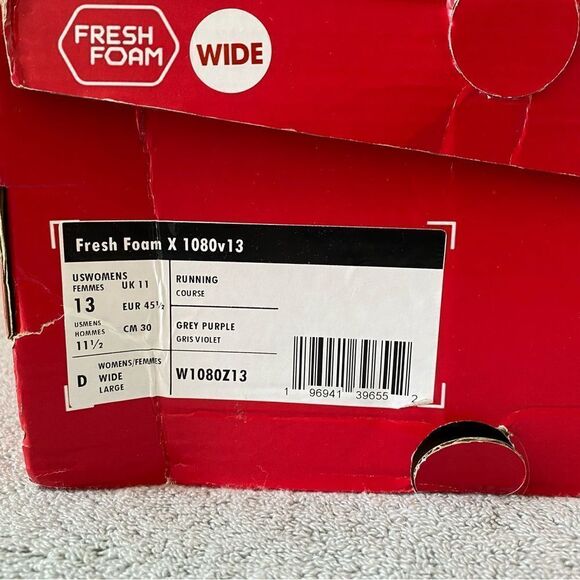 FRESH
FOAM
WIDE
Fresh Foam X 1080v13
USWOMENS
FEMMES
UK 11
13
EUR 45½
USMENS
HOMMES
CM 30
11½
D
WOMENS/FEMMES
WIDE
LARGE
RUNNING
COURSE
GREY PURPLE
GRIS VIOLET
W1080Z13
1 96941 39655 2